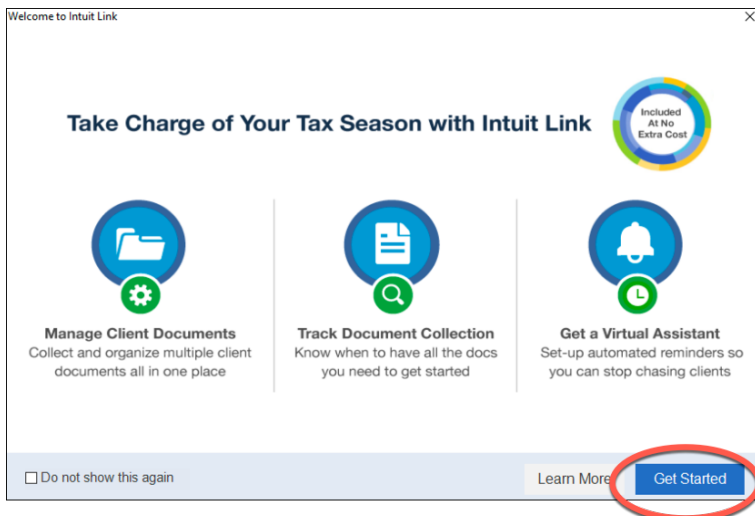 Welcome to Intuit Link
Take Charge of Your Tax Season with Intuit Link
Included
At No
Extra Cost
Manage Client Documents
Collect and organize multiple client
documents all in one place
Track Document Collection
Know when to have all the docs
you need to get started
Get a Virtual Assistant
Set-up automated reminders so
you can stop chasing clients
Do not show this again
Learn More
Get Started